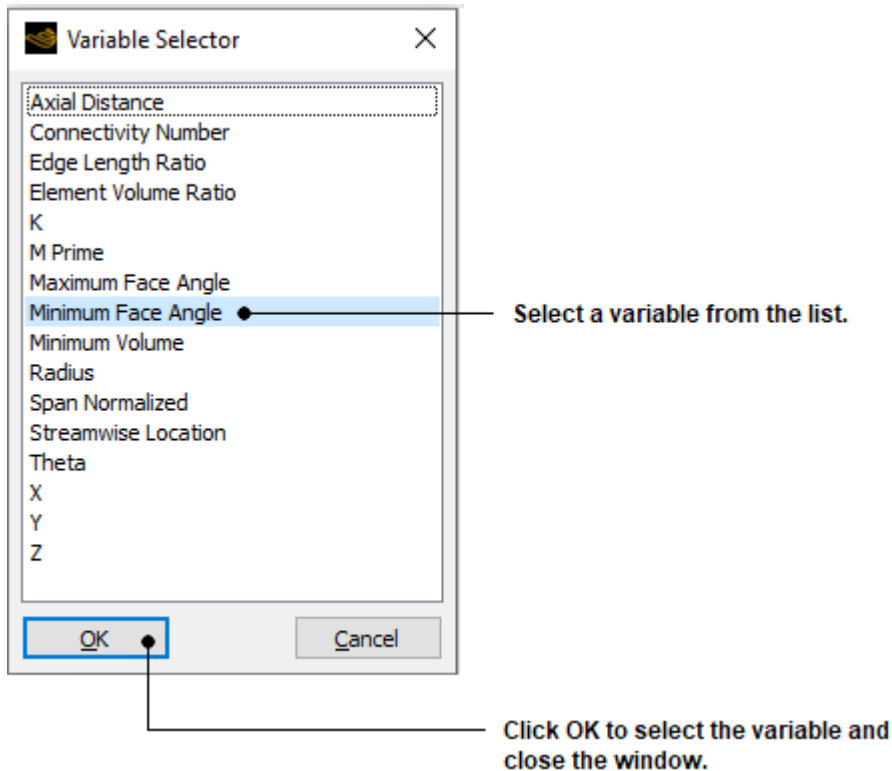 Variable Selector
Axial Distance
Connectivity Number
Edge Length Ratio
Element Volume Ratio
K
M Prime
Maximum Face Angle
Minimum Face Angle
Select a variable from the list.
Minimum Volume
Radius
Span Normalized
Streamwise Location
Theta
X
Y
Z
OK
Cancel
Click OK to select the variable and
close the window.